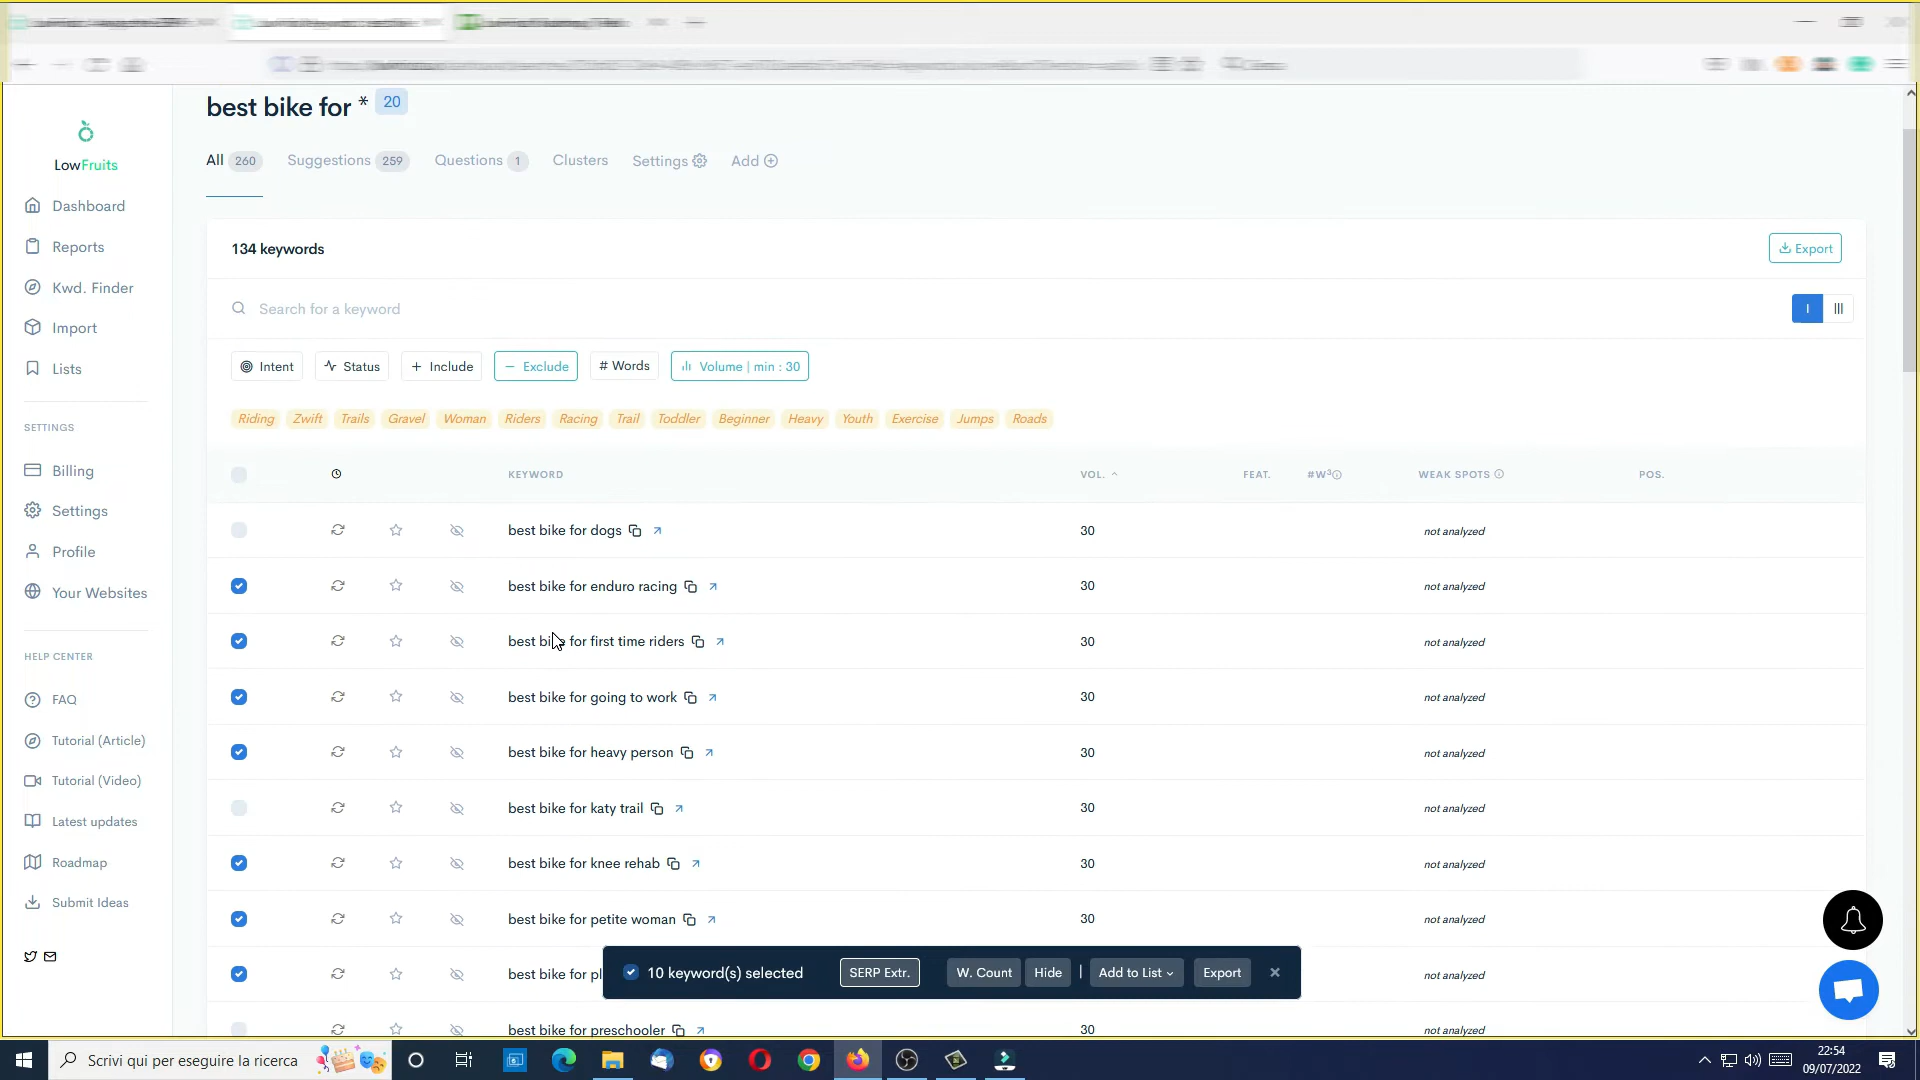 best bike for * 20
All 260 Suggestions 259 Questions 1 Clusters Settings Add
LowFruits
Dashboard
Reports
Kwd. Finder
Import
Lists
SETTINGS
Billing
Settings
Profile
Your Websites
HELP CENTER
FAQ
Tutorial (Article)
Tutorial (Video)
Latest updates
Roadmap
Submit Ideas
134 keywords Export
Search for a keyword
Intent Status + Include − Exclude # Words Volume | min : 30
Riding Zwift Trails Gravel Woman Riders Racing Trail Toddler Beginner Heavy Youth Exercise Jumps Roads
KEYWORD VOL. FEAT. #W³ WEAK SPOTS POS.
best bike for dogs 30 not analyzed
best bike for enduro racing 30 not analyzed
best bike for first time riders 30 not analyzed
best bike for going to work 30 not analyzed
best bike for heavy person 30 not analyzed
best bike for katy trail 30 not analyzed
best bike for knee rehab 30 not analyzed
best bike for petite woman 30 not analyzed
best bike for pl not analyzed
10 keyword(s) selected SERP Extr. W. Count Hide | Add to List Export
best bike for preschooler 30 not analyzed
Scrivi qui per eseguire la ricerca
22:54
09/07/2022